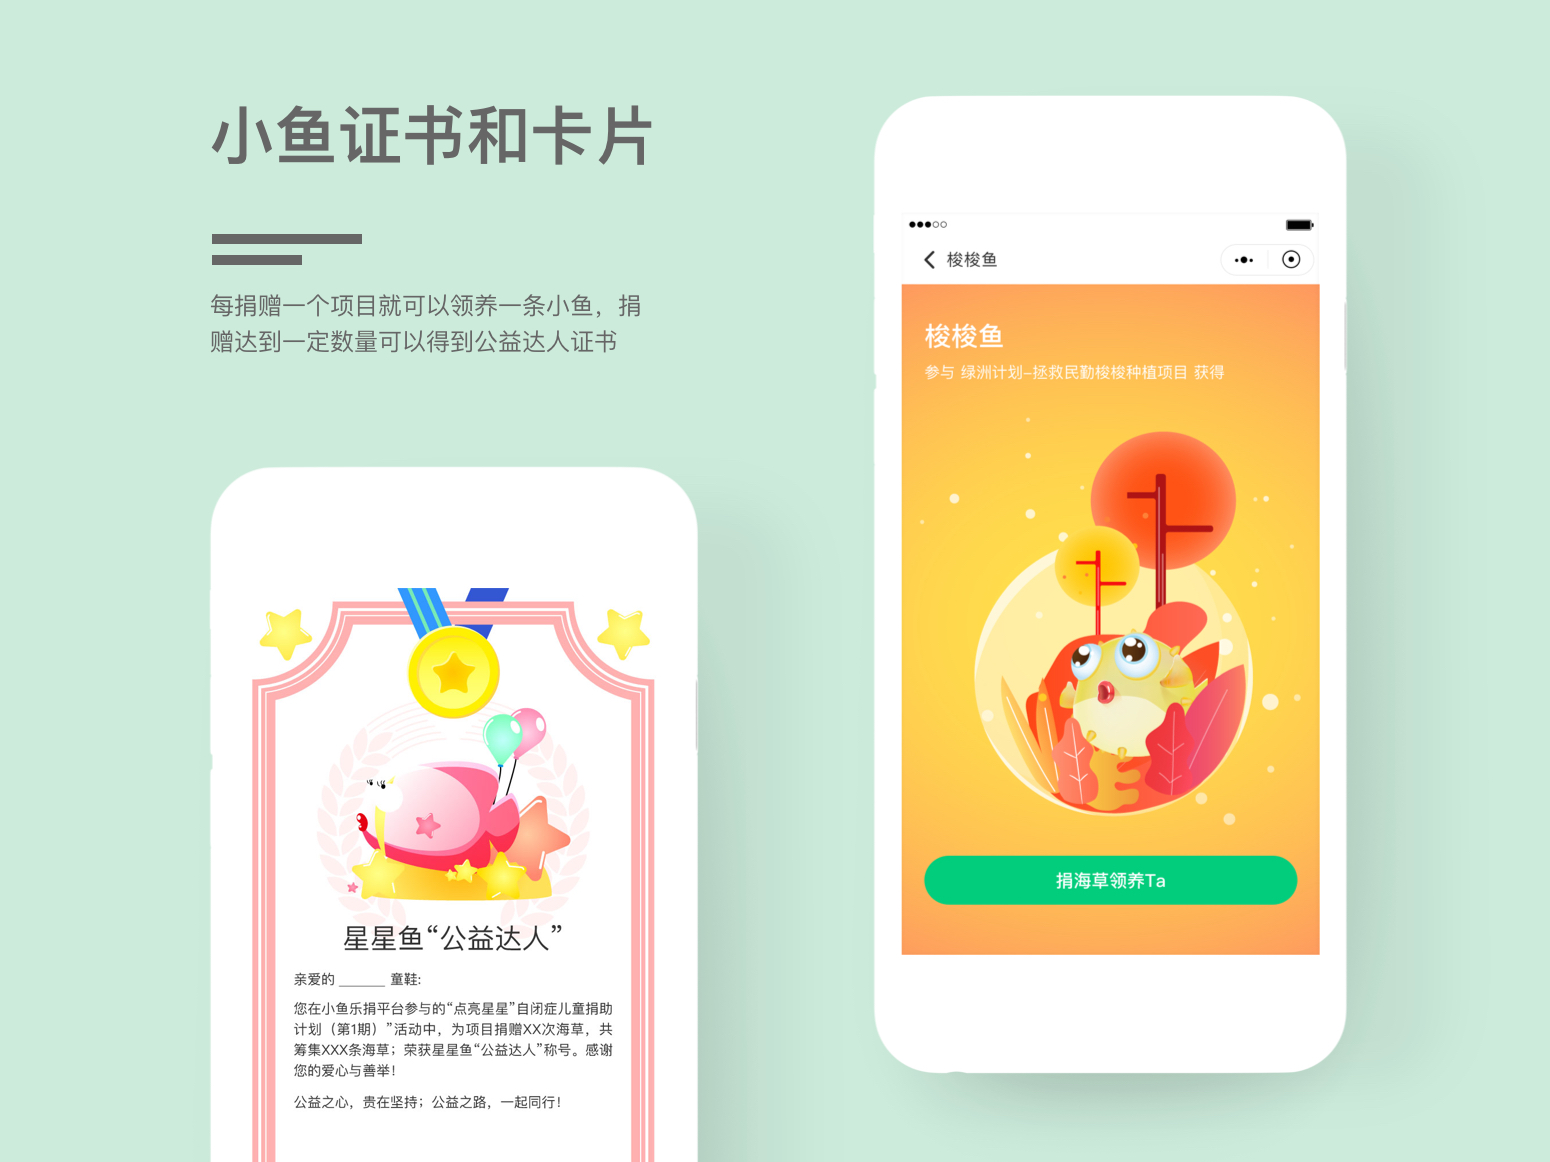 小鱼证书和卡片
每捐赠一个项目就可以领养一条小鱼，捐
赠达到一定数量可以得到公益达人证书
星星鱼“公益达人”
亲爱的 ______ 童鞋:
您在小鱼乐捐平台参与的“点亮星星”自闭症儿童捐助
计划（第1期）”活动中，为项目捐赠XX次海草，共
筹集XXX条海草；荣获星星鱼“公益达人”称号。感谢
您的爱心与善举！
公益之心，贵在坚持；公益之路，一起同行！
梭梭鱼
梭梭鱼
参与 绿洲计划-拯救民勤梭梭种植项目 获得
捐海草领养Ta